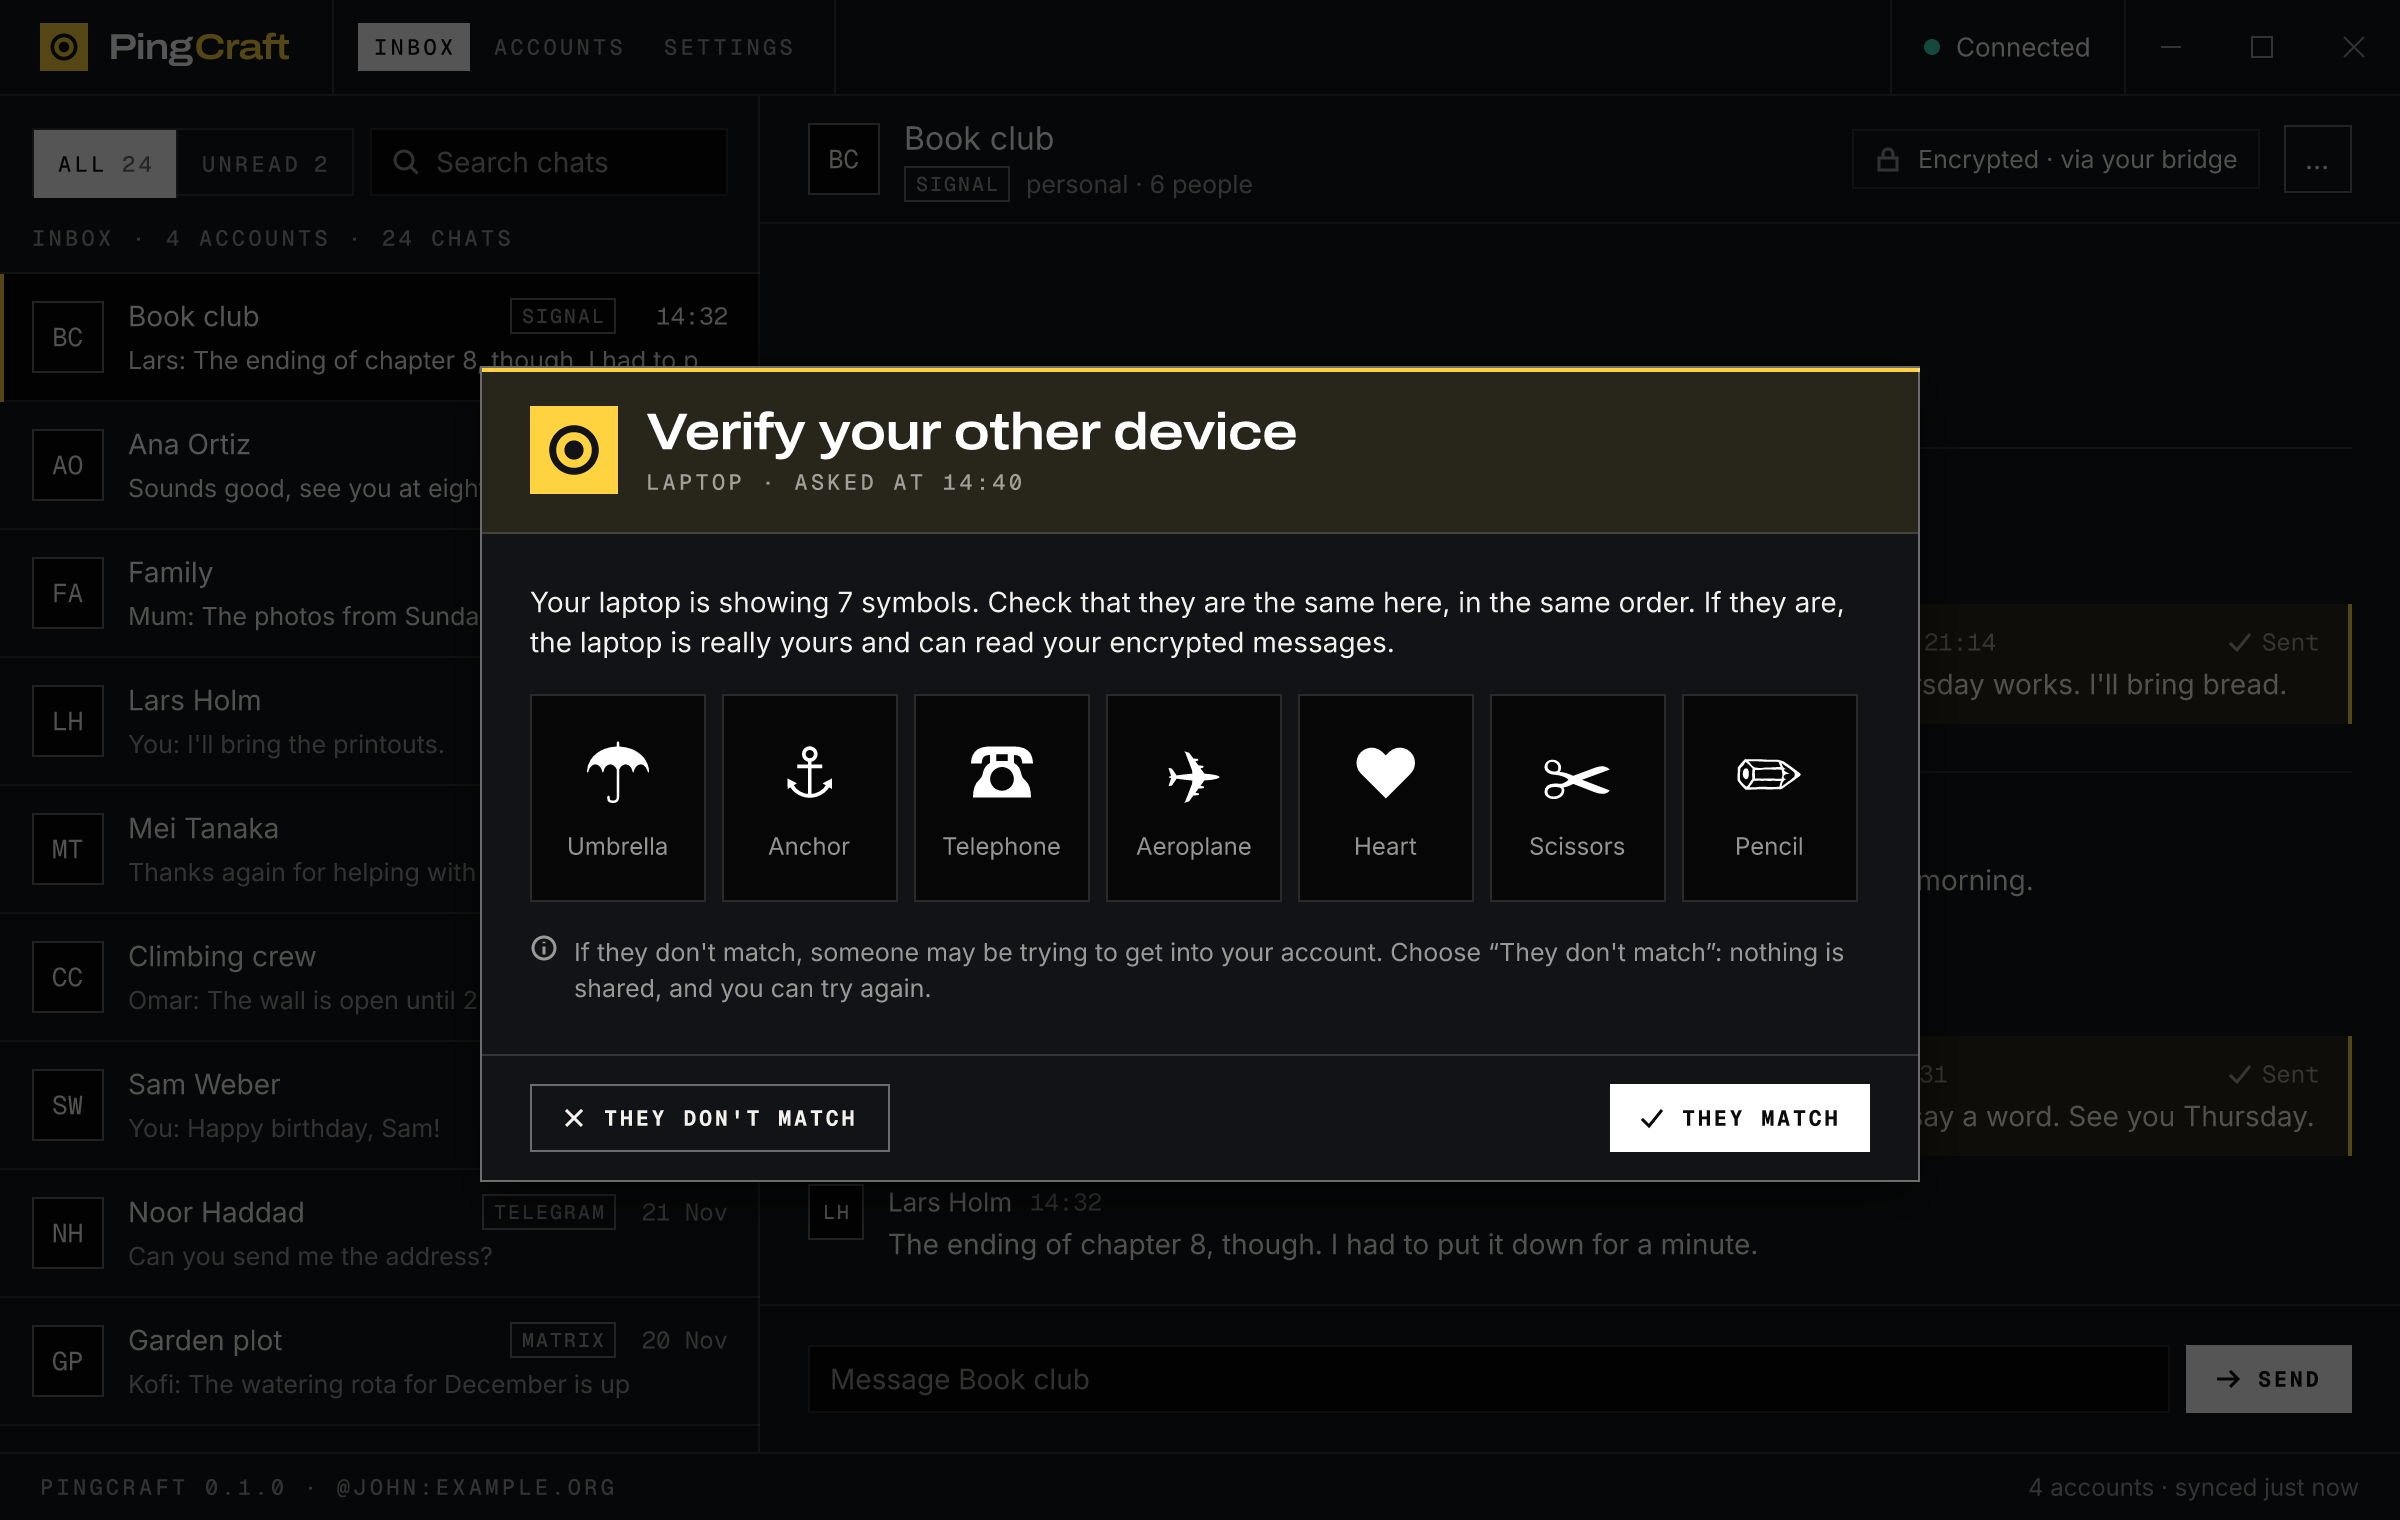 PingCraft
INBOX ACCOUNTS SETTINGS
Connected
ALL 24 UNREAD 2
Search chats
INBOX · 4 ACCOUNTS · 24 CHATS
BC
Book club
SIGNAL
14:32
Lars: The ending of chapter 8, though. I had to p
AO
Ana Ortiz
Sounds good, see you at eight
FA
Family
Mum: The photos from Sunda
LH
Lars Holm
You: I'll bring the printouts.
MT
Mei Tanaka
Thanks again for helping with
CC
Climbing crew
Omar: The wall is open until 2
SW
Sam Weber
You: Happy birthday, Sam!
NH
Noor Haddad
TELEGRAM
21 Nov
Can you send me the address?
GP
Garden plot
MATRIX
20 Nov
Kofi: The watering rota for December is up
BC
Book club
SIGNAL
personal · 6 people
Encrypted · via your bridge
...
21:14
Sent
sday works. I'll bring bread.
morning.
31
Sent
say a word. See you Thursday.
LH
Lars Holm 14:32
The ending of chapter 8, though. I had to put it down for a minute.
Message Book club
SEND
Verify your other device
LAPTOP · ASKED AT 14:40
Your laptop is showing 7 symbols. Check that they are the same here, in the same order. If they are,
the laptop is really yours and can read your encrypted messages.
Umbrella
Anchor
Telephone
Aeroplane
Heart
Scissors
Pencil
If they don't match, someone may be trying to get into your account. Choose “They don't match”: nothing is
shared, and you can try again.
THEY DON'T MATCH
THEY MATCH
PINGCRAFT 0.1.0 · @JOHN:EXAMPLE.ORG
4 accounts · synced just now